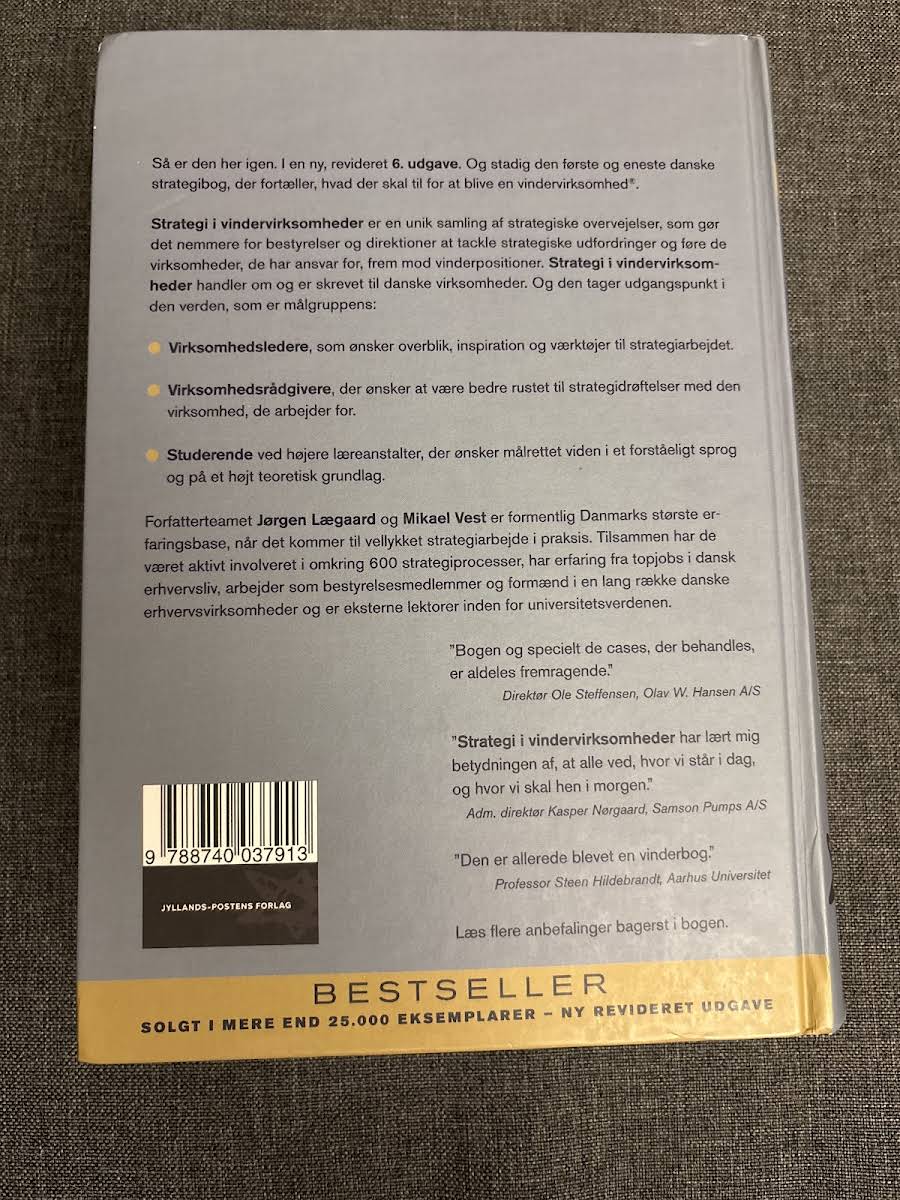 Så er den her igen. I en ny, revideret 6. udgave. Og stadig den første og eneste danske
strategibog, der fortæller, hvad der skal til for at blive en vindervirksomhed®.
Strategi i vindervirksomheder er en unik samling af strategiske overvejelser, som gør
det nemmere for bestyrelser og direktioner at tackle strategiske udfordringer og føre de
virksomheder, de har ansvar for, frem mod vinderpositioner. Strategi i vindervirksom-
heder handler om og er skrevet til danske virksomheder. Og den tager udgangspunkt i
den verden, som er målgruppens:
Virksomhedsledere, som ønsker overblik, inspiration og værktøjer til strategiarbejdet.
Virksomhedsrådgivere, der ønsker at være bedre rustet til strategidrøftelser med den
virksomhed, de arbejder for.
Studerende ved højere læreanstalter, der ønsker målrettet viden i et forståeligt sprog
og på et højt teoretisk grundlag.
Forfatterteamet Jørgen Lægaard og Mikael Vest er formentlig Danmarks største er-
faringsbase, når det kommer til vellykket strategiarbejde i praksis. Tilsammen har de
været aktivt involveret i omkring 600 strategiprocesser, har erfaring fra topjobs i dansk
erhvervsliv, arbejder som bestyrelsesmedlemmer og formænd i en lang række danske
erhvervsvirksomheder og er eksterne lektorer inden for universitetsverdenen.
"Bogen og specielt de cases, der behandles,
er aldeles fremragende."
Direktør Ole Steffensen, Olav W. Hansen A/S
"Strategi i vindervirksomheder har lært mig
betydningen af, at alle ved, hvor vi står i dag,
og hvor vi skal hen i morgen."
Adm. direktør Kasper Nørgaard, Samson Pumps A/S
"Den er allerede blevet en vinderbog."
Professor Steen Hildebrandt, Aarhus Universitet
Læs flere anbefalinger bagerst i bogen.
9 788740 037913
JYLLANDS-POSTENS FORLAG
BESTSELLER
SOLGT I MERE END 25.000 EKSEMPLARER – NY REVIDERET UDGAVE